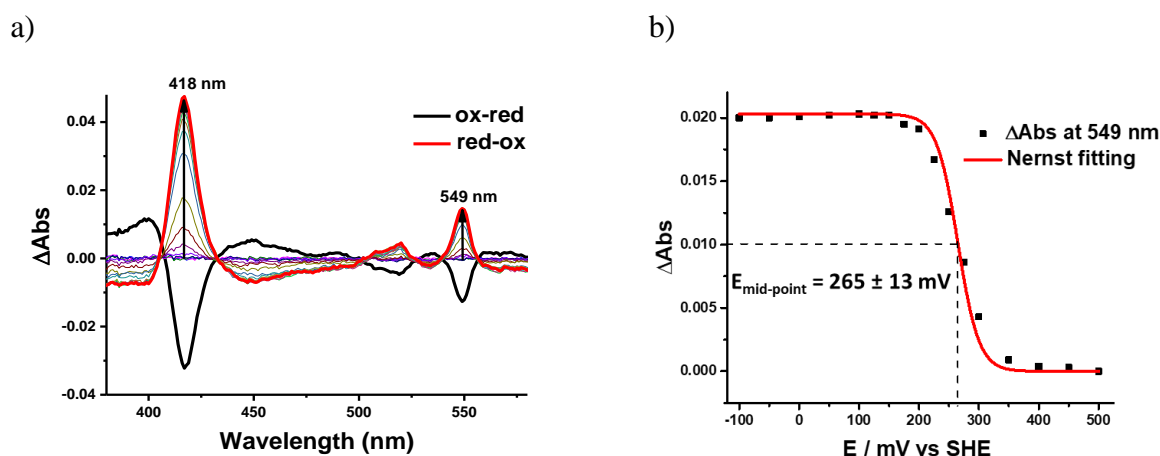 a)
418 nm
ox-red
red-ox
549 nm
0.04
0.02
0.00
-0.02
-0.04
ΔAbs
400
450
500
550
Wavelength (nm)
b)
ΔAbs at 549 nm
Nernst fitting
0.020
0.015
0.010
0.005
0.000
ΔAbs
E mid-point = 265 ± 13 mV
-100
0
100
200
300
400
500
E / mV vs SHE